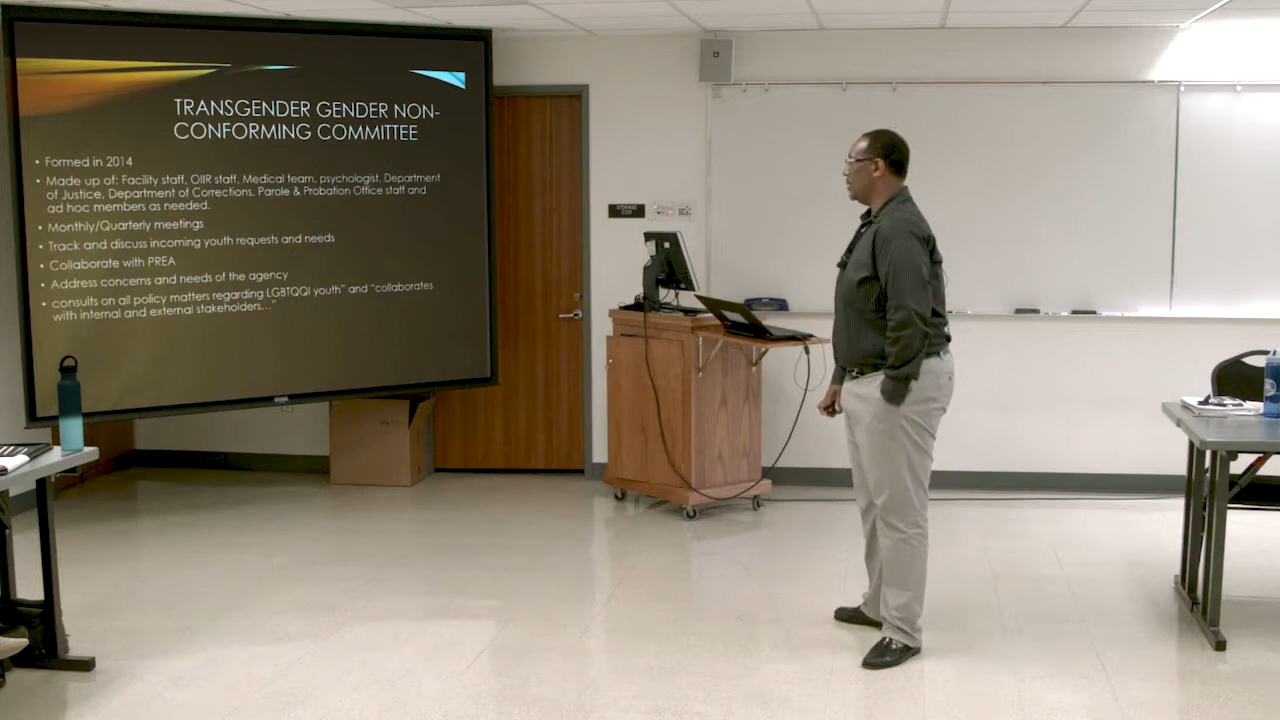 TRANSGENDER GENDER NON-
CONFORMING COMMITTEE
• Formed in 2014
• Made up of: Facility staff, OIIR staff, Medical team, psychologist, Department
of Justice, Department of Corrections, Parole & Probation Office staff and
ad hoc members as needed.
• Monthly/Quarterly meetings
• Track and discuss incoming youth requests and needs
• Collaborate with PREA
• Address concerns and needs of the agency
• consults on all policy matters regarding LGBTQQI youth" and "collaborates
with internal and external stakeholders…"
STORAGE